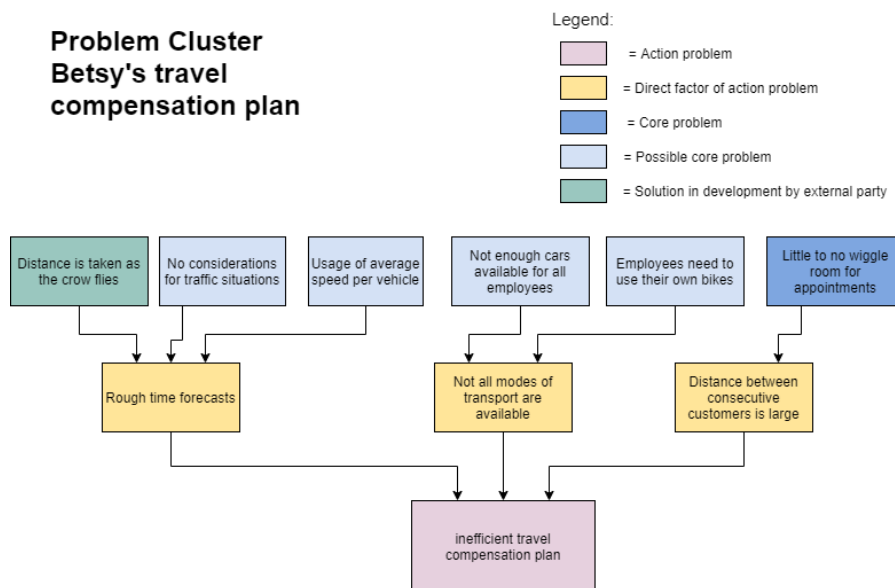 Problem Cluster
Betsy's travel
compensation plan
Legend:
= Action problem
= Direct factor of action problem
= Core problem
= Possible core problem
= Solution in development by external party
Distance is taken as
the crow flies
No considerations
for traffic situations
Usage of average
speed per vehicle
Not enough cars
available for all
employees
Employees need to
use their own bikes
Little to no wiggle
room for
appointments
Rough time forecasts
Not all modes of
transport are
available
Distance between
consecutive
customers is large
inefficient travel
compensation plan